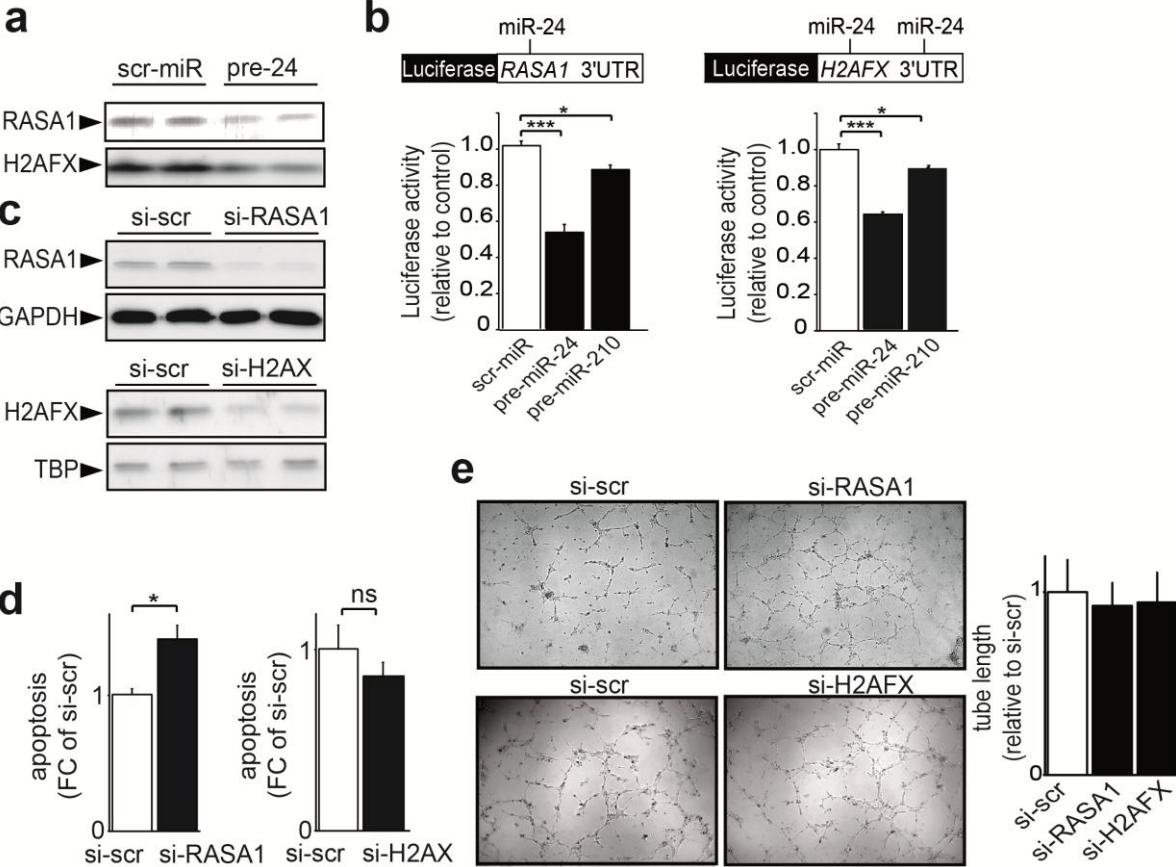 a
scr-miR pre-24
RASA1
H2AFX
b
miR-24
Luciferase RASA1 3'UTR
Luciferase activity
(relative to control)
1.0
0.8
0.6
0.4
0.2
0
***
*
scr-miR
pre-miR-24
pre-miR-210
miR-24 miR-24
Luciferase H2AFX 3'UTR
Luciferase activity
(relative to control)
1.0
0.8
0.6
0.4
0.2
0
***
*
scr-miR
pre-miR-24
pre-miR-210
c
si-scr si-RASA1
RASA1
GAPDH
si-scr si-H2AX
H2AFX
TBP
d
apoptosis
(FC of si-scr)
1
0
*
si-scr si-RASA1
apoptosis
(FC of si-scr)
1
0
ns
si-scr si-H2AX
e
si-scr si-RASA1
si-scr si-H2AFX
tube length
(relative to si-scr)
1
0
si-scr
si-RASA1
si-H2AFX